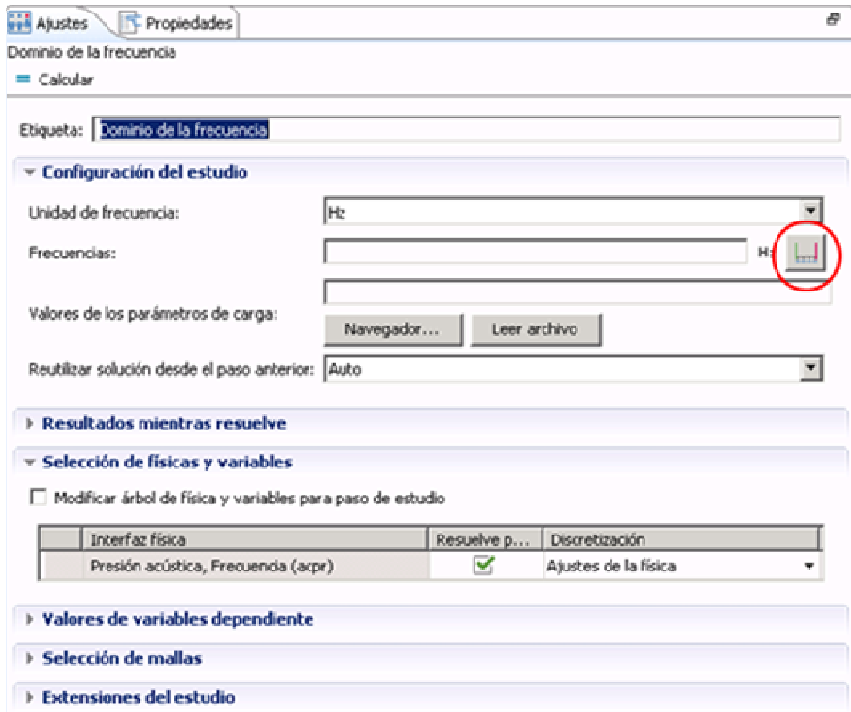 Ajustes Propiedades
Dominio de la frecuencia
Calcular
Etiqueta: Dominio de la frecuencia
Configuración del estudio
Unidad de frecuencia: Hz
Frecuencias: Hz
Valores de los parámetros de carga:
Navegador... Leer archivo
Reutilizar solución desde el paso anterior: Auto
Resultados mientras resuelve
Selección de físicas y variables
Modificar árbol de física y variables para paso de estudio
Interfaz física Resuelve p... Discretización
Presión acústica, Frecuencia (acpr) Ajustes de la física
Valores de variables dependiente
Selección de mallas
Extensiones del estudio